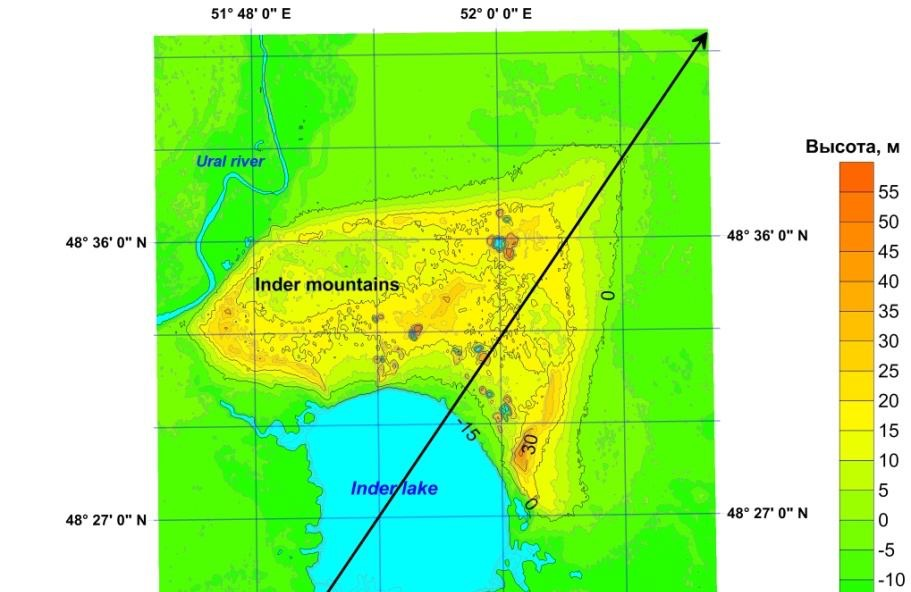 51° 48' 0" E
52° 0' 0" E
Ural river
Высота, м
48° 36' 0" N
48° 36' 0" N
Inder mountains
0
-15
30
Inder lake
0
48° 27' 0" N
48° 27' 0" N
55
50
45
40
35
30
25
20
15
10
5
0
-5
-10